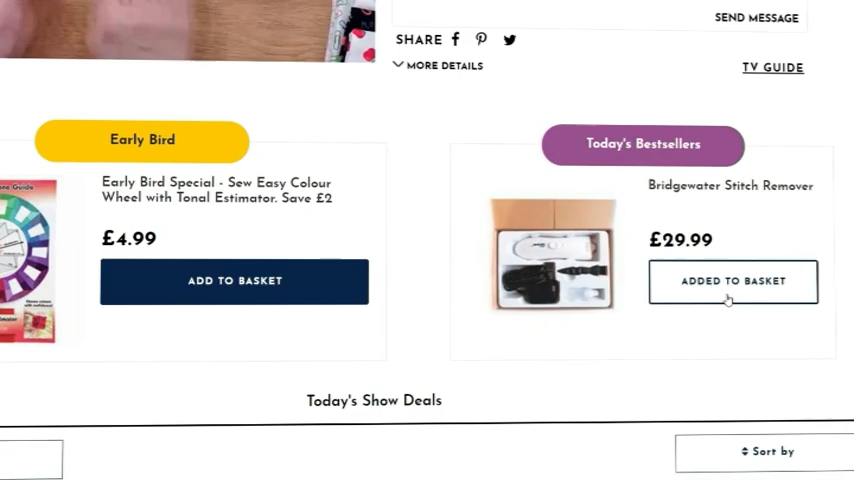 SEND MESSAGE
SHARE
MORE DETAILS
TV GUIDE
Early Bird
Early Bird Special - Sew Easy Colour
Wheel with Tonal Estimator. Save £2
£4.99
ADD TO BASKET
Today's Bestsellers
Bridgewater Stitch Remover
£29.99
ADDED TO BASKET
Today's Show Deals
Sort by